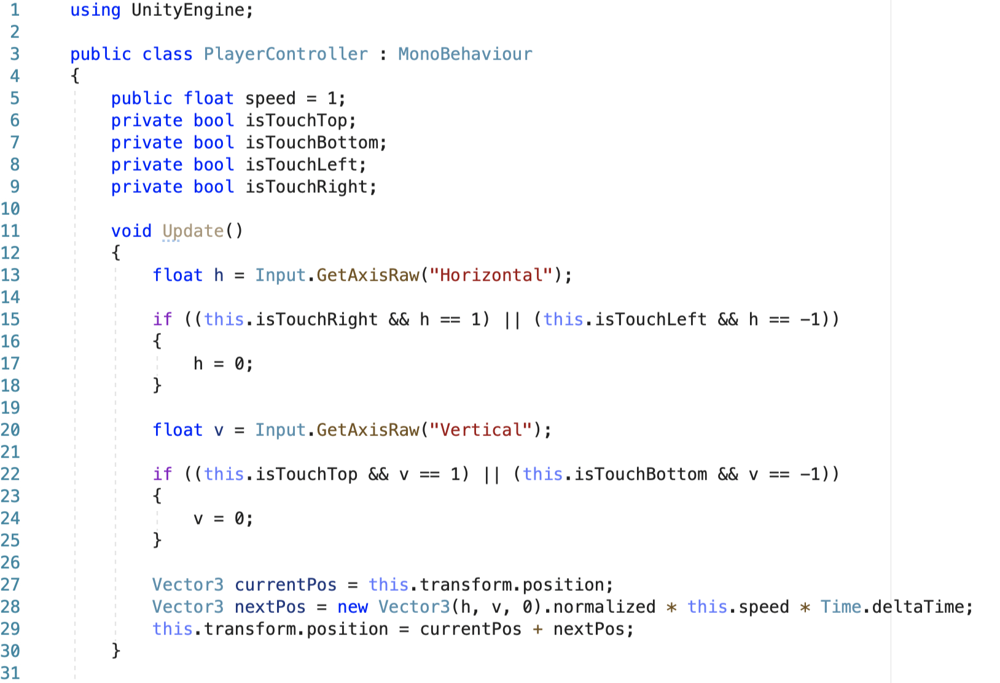 1 using UnityEngine;
2
3 public class PlayerController : MonoBehaviour
4 {
5 public float speed = 1;
6 private bool isTouchTop;
7 private bool isTouchBottom;
8 private bool isTouchLeft;
9 private bool isTouchRight;
10
11 void Update()
12 {
13 float h = Input.GetAxisRaw("Horizontal");
14
15 if ((this.isTouchRight && h == 1) || (this.isTouchLeft && h == -1))
16 {
17 h = 0;
18 }
19
20 float v = Input.GetAxisRaw("Vertical");
21
22 if ((this.isTouchTop && v == 1) || (this.isTouchBottom && v == -1))
23 {
24 v = 0;
25 }
26
27 Vector3 currentPos = this.transform.position;
28 Vector3 nextPos = new Vector3(h, v, 0).normalized * this.speed * Time.deltaTime;
29 this.transform.position = currentPos + nextPos;
30 }
31